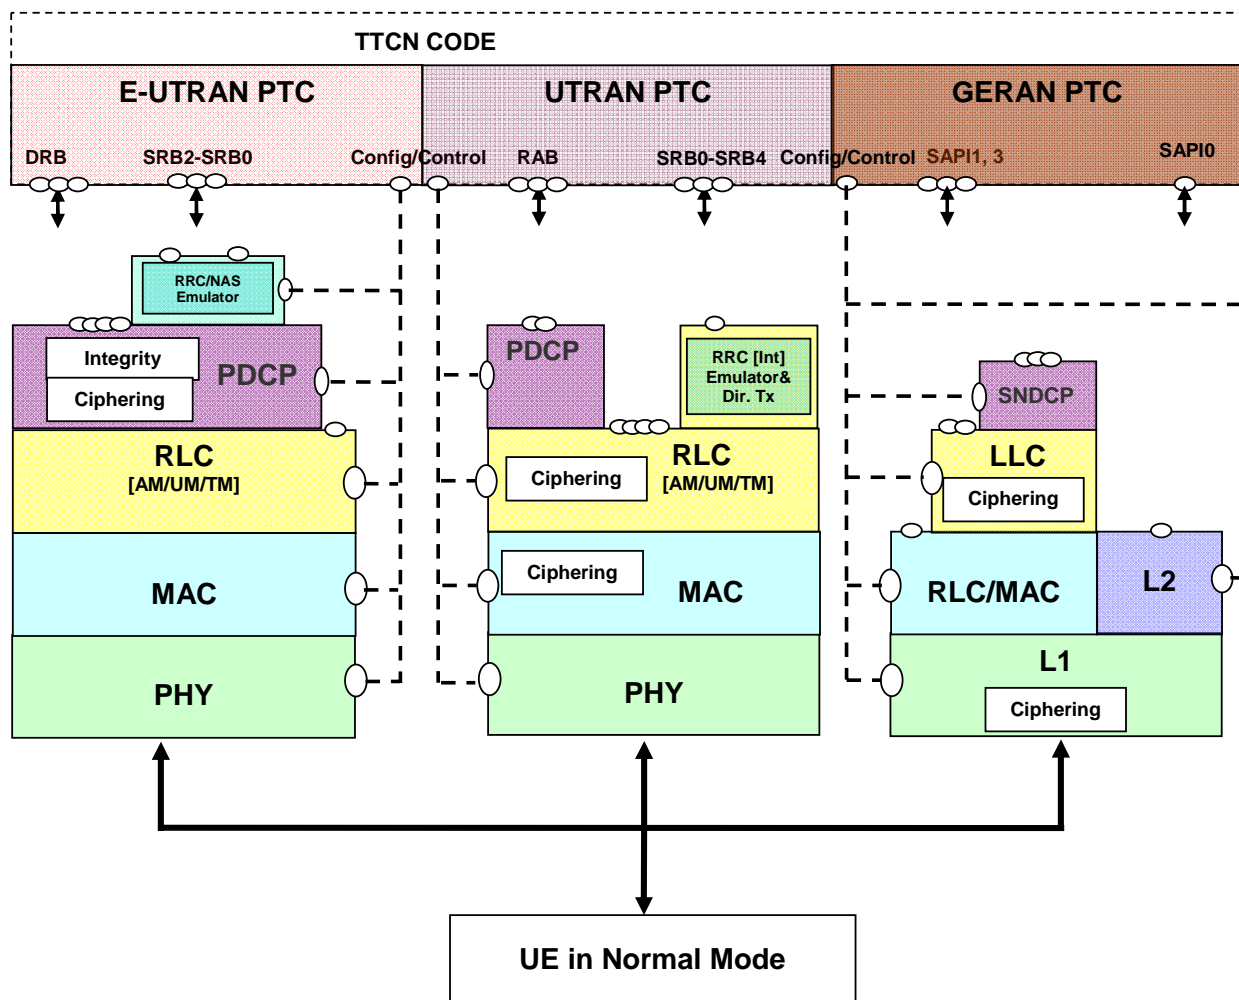 TTCN CODE
E-UTRAN PTC
UTRAN PTC
GERAN PTC
DRB
SRB2-SRB0
Config/Control
RAB
SRB0-SRB4
Config/Control
SAPI1, 3
SAPI0
RRC/NAS
Emulator
Integrity
Ciphering
PDCP
RLC
[AM/UM/TM]
MAC
PHY
PDCP
RRC [Int]
Emulator&
Dir. Tx
Ciphering
RLC
[AM/UM/TM]
Ciphering
MAC
PHY
SNDCP
LLC
Ciphering
RLC/MAC
L2
L1
Ciphering
UE in Normal Mode